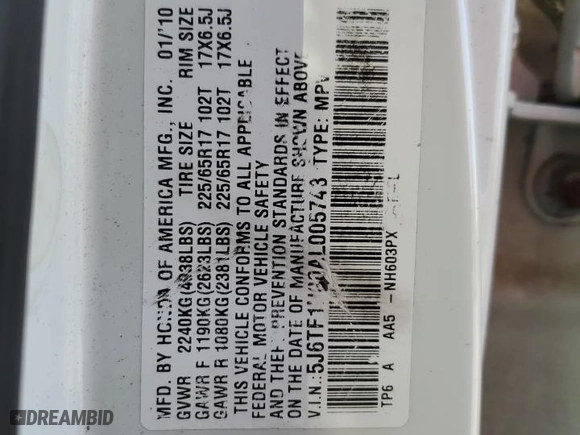 MFD. BY HONDA OF AMERICA MFG., INC. 01/'10
GVWR 2240KG(4938LBS) TIRE SIZE RIM SIZE
GAWR F 1190KG(2623LBS) 225/65R17 102T 17X6.5J
GAWR R 1080KG(2381LBS) 225/65R17 102T 17X6.5J
THIS VEHICLE CONFORMS TO ALL APPLICABLE
FEDERAL MOTOR VEHICLE SAFETY
AND THEFT PREVENTION STANDARDS IN EFFECT
ON THE DATE OF MANUFACTURE SHOWN ABOVE
V.I.N.: TYPE: MPV
TP6 A AA5 -NH603PX
DREAMBID